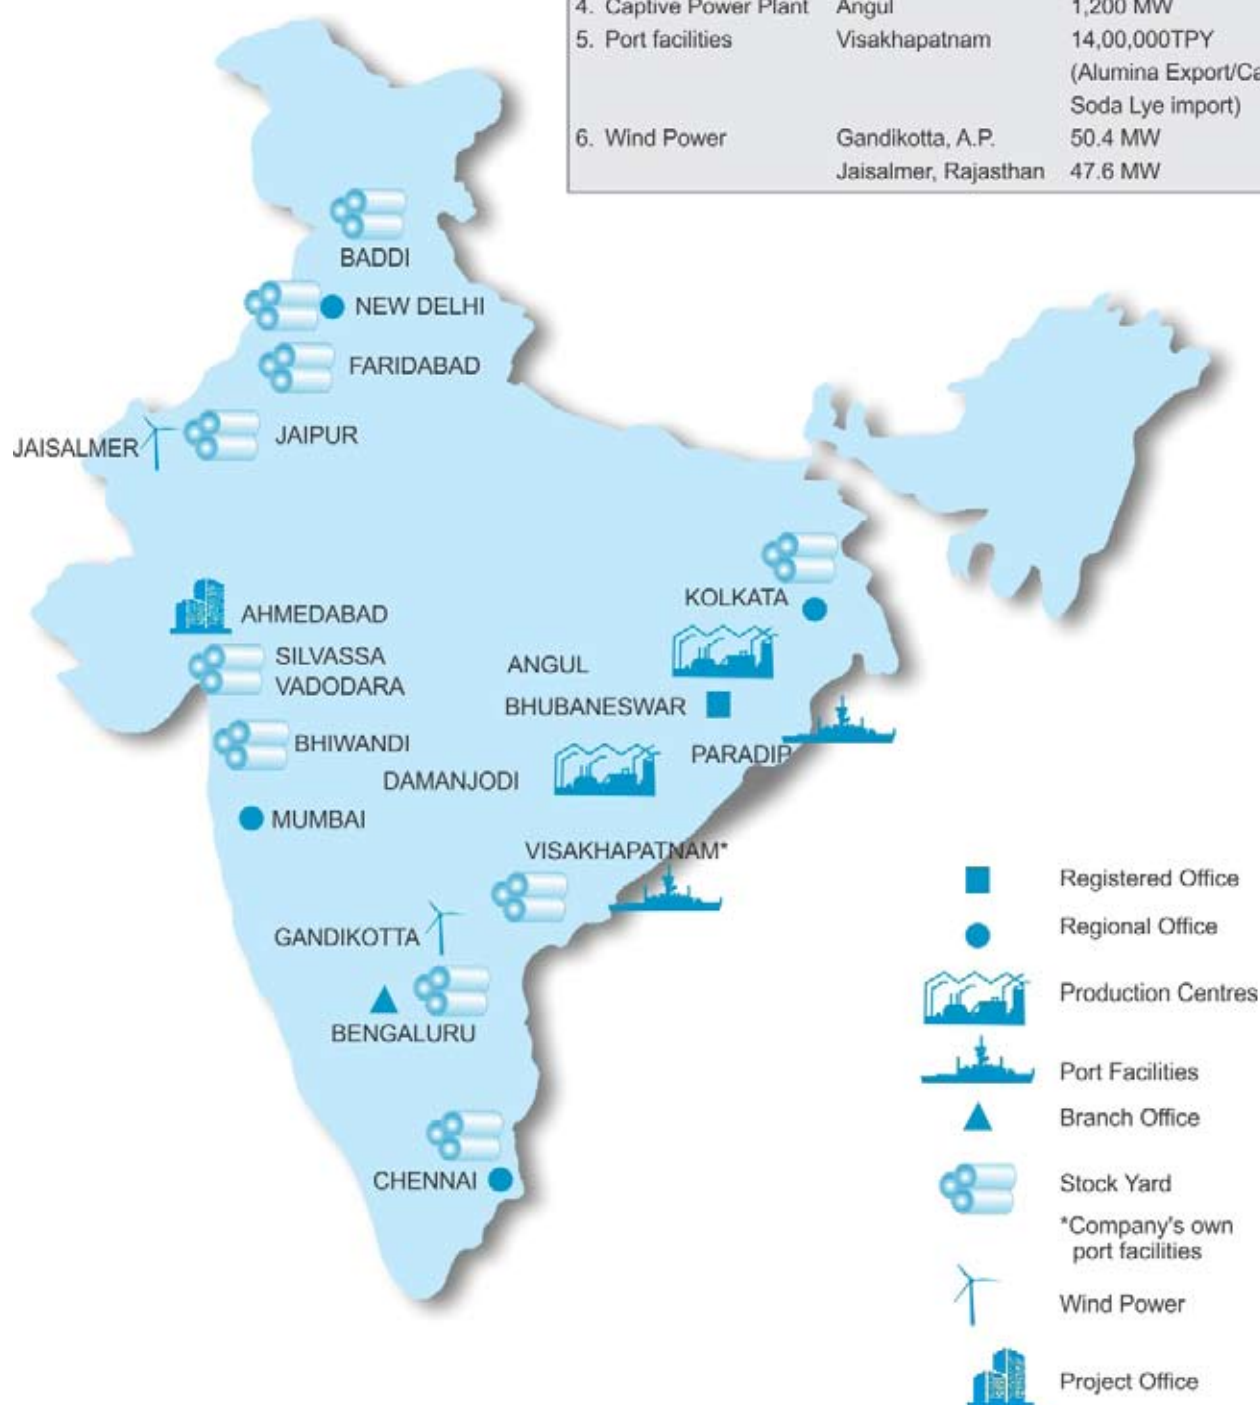 4. Captive Power Plant Angul 1,200 MW
5. Port facilities Visakhapatnam 14,00,000TPY
(Alumina Export/Ca
Soda Lye import)
6. Wind Power Gandikotta, A.P. 50.4 MW
Jaisalmer, Rajasthan 47.6 MW
BADDI
NEW DELHI
FARIDABAD
JAIPUR
JAISALMER
AHMEDABAD
KOLKATA
SILVASSA
VADODARA
ANGUL
BHUBANESWAR
BHIWANDI
PARADIP
DAMANJODI
MUMBAI
VISAKHAPATNAM*
GANDIKOTTA
BENGALURU
CHENNAI
Registered Office
Regional Office
Production Centres
Port Facilities
Branch Office
Stock Yard
*Company's own
port facilities
Wind Power
Project Office